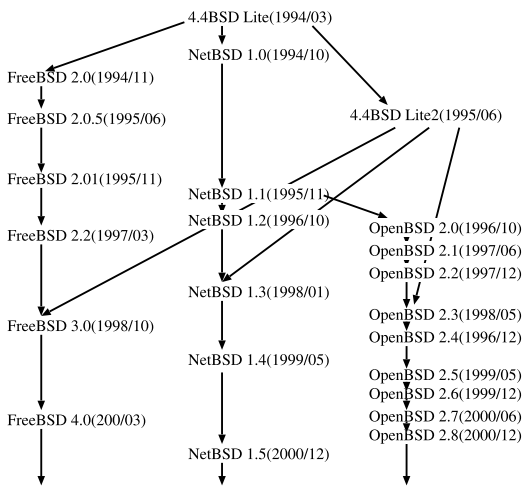 4.4BSD Lite(1994/03)
NetBSD 1.0(1994/10)
FreeBSD 2.0(1994/11)
FreeBSD 2.0.5(1995/06)
4.4BSD Lite2(1995/06)
FreeBSD 2.01(1995/11)
NetBSD 1.1(1995/11)
NetBSD 1.2(1996/10)
OpenBSD 2.0(1996/10)
FreeBSD 2.2(1997/03)
OpenBSD 2.1(1997/06)
OpenBSD 2.2(1997/12)
NetBSD 1.3(1998/01)
OpenBSD 2.3(1998/05)
FreeBSD 3.0(1998/10)
OpenBSD 2.4(1996/12)
NetBSD 1.4(1999/05)
OpenBSD 2.5(1999/05)
OpenBSD 2.6(1999/12)
FreeBSD 4.0(200/03)
OpenBSD 2.7(2000/06)
OpenBSD 2.8(2000/12)
NetBSD 1.5(2000/12)